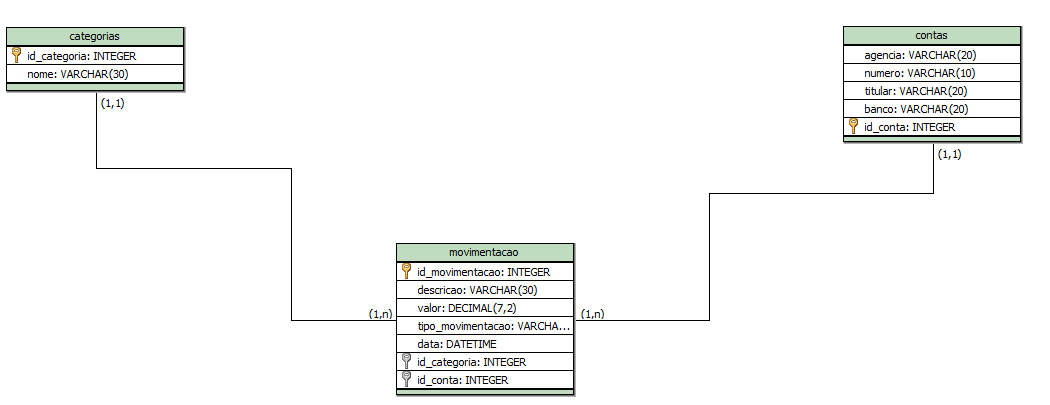 categorias
id_categoria: INTEGER
nome: VARCHAR(30)
(1,1)
contas
agencia: VARCHAR(20)
numero: VARCHAR(10)
titular: VARCHAR(20)
banco: VARCHAR(20)
id_conta: INTEGER
(1,1)
movimentacao
id_movimentacao: INTEGER
descricao: VARCHAR(30)
valor: DECIMAL(7,2)
tipo_movimentacao: VARCHA...
data: DATETIME
id_categoria: INTEGER
id_conta: INTEGER
(1,n)
(1,n)